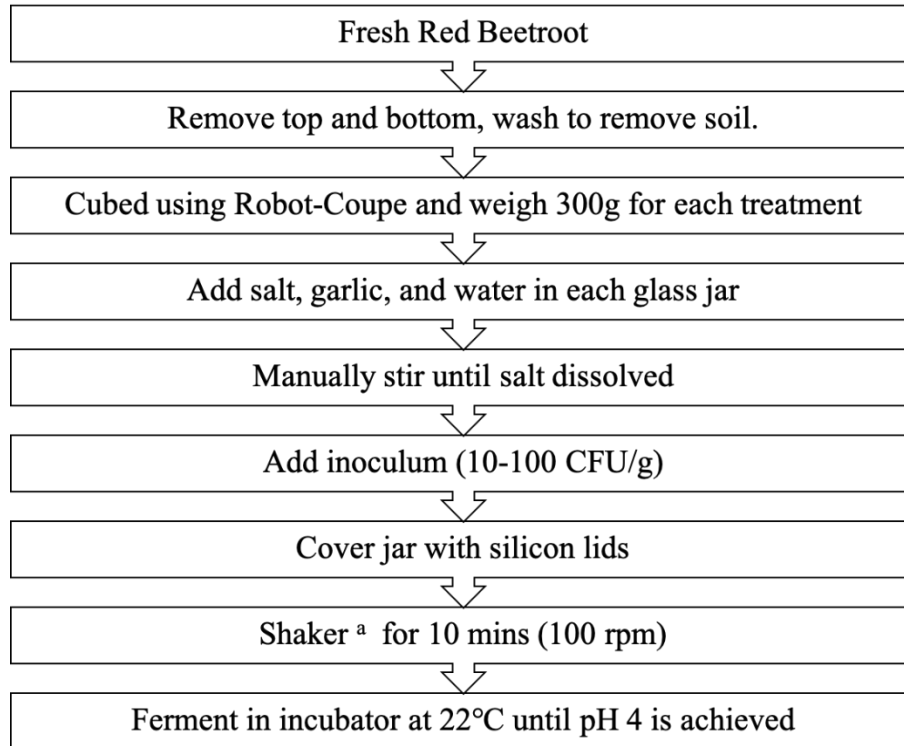 Fresh Red Beetroot
Remove top and bottom, wash to remove soil.
Cubed using Robot-Coupe and weigh 300g for each treatment
Add salt, garlic, and water in each glass jar
Manually stir until salt dissolved
Add inoculum (10-100 CFU/g)
Cover jar with silicon lids
Shaker ᵃ for 10 mins (100 rpm)
Ferment in incubator at 22℃ until pH 4 is achieved